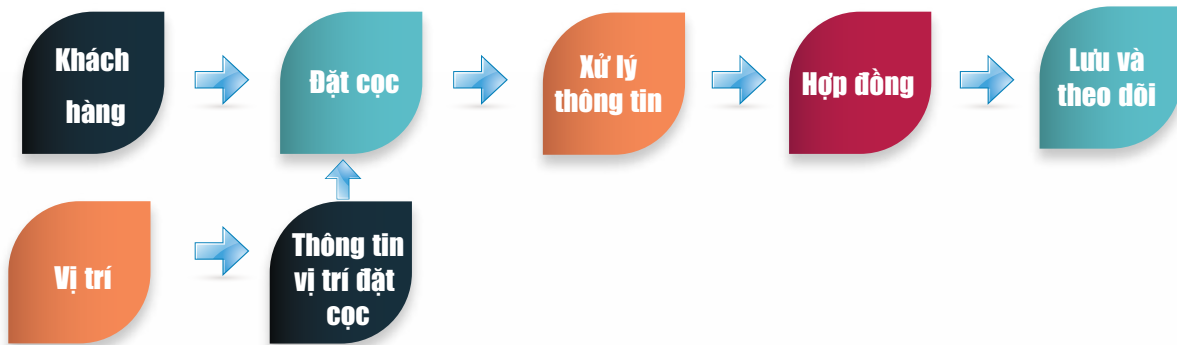 Khách
hàng
Đặt cọc
Xử lý
thông tin
Hợp đồng
Lưu và
theo dõi
Vị trí
Thông tin
vị trí đặt
cọc